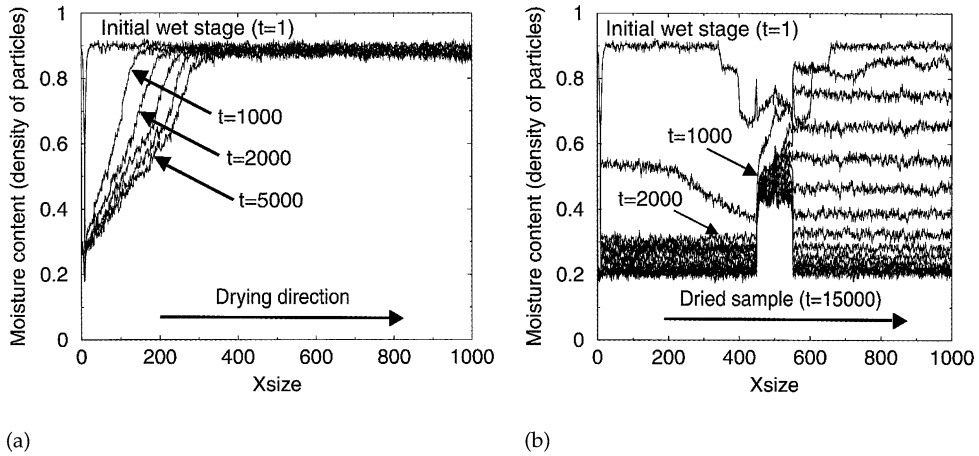 Initial wet stage (t=1)
t=1000
t=2000
t=5000
Drying direction
Moisture content (density of particles)
1
0.8
0.6
0.4
0.2
0
0 200 400 600 800 1000
Xsize
(a)
Initial wet stage (t=1)
t=1000
t=2000
Dried sample (t=15000)
Moisture content (density of particles)
1
0.8
0.6
0.4
0.2
0
0 200 400 600 800 1000
Xsize
(b)